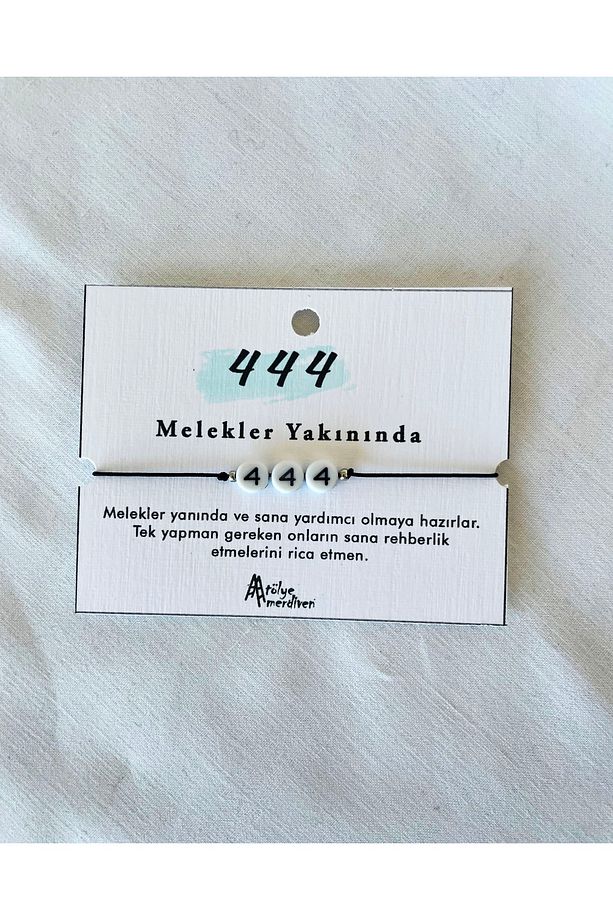 444
Melekler Yakınında
4 4 4
Melekler yanında ve sana yardımcı olmaya hazırlar.
Tek yapman gereken onların sana rehberlik
etmelerini rica etmen.
Atölye
merdiven